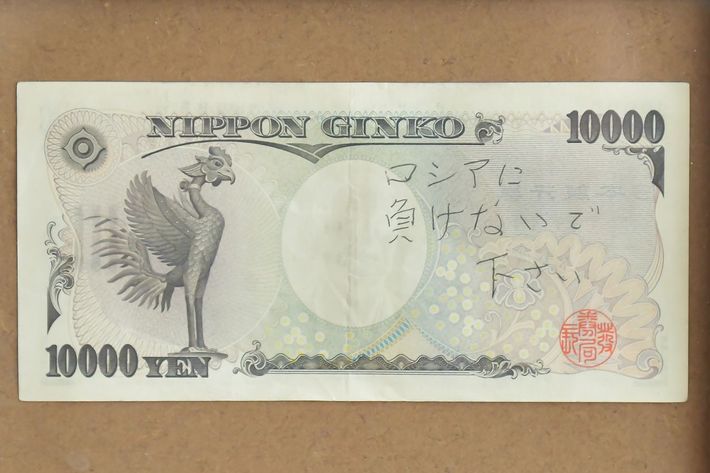 NIPPON GINKO
10000
ロシアに
負けないで
下さい
10000 YEN